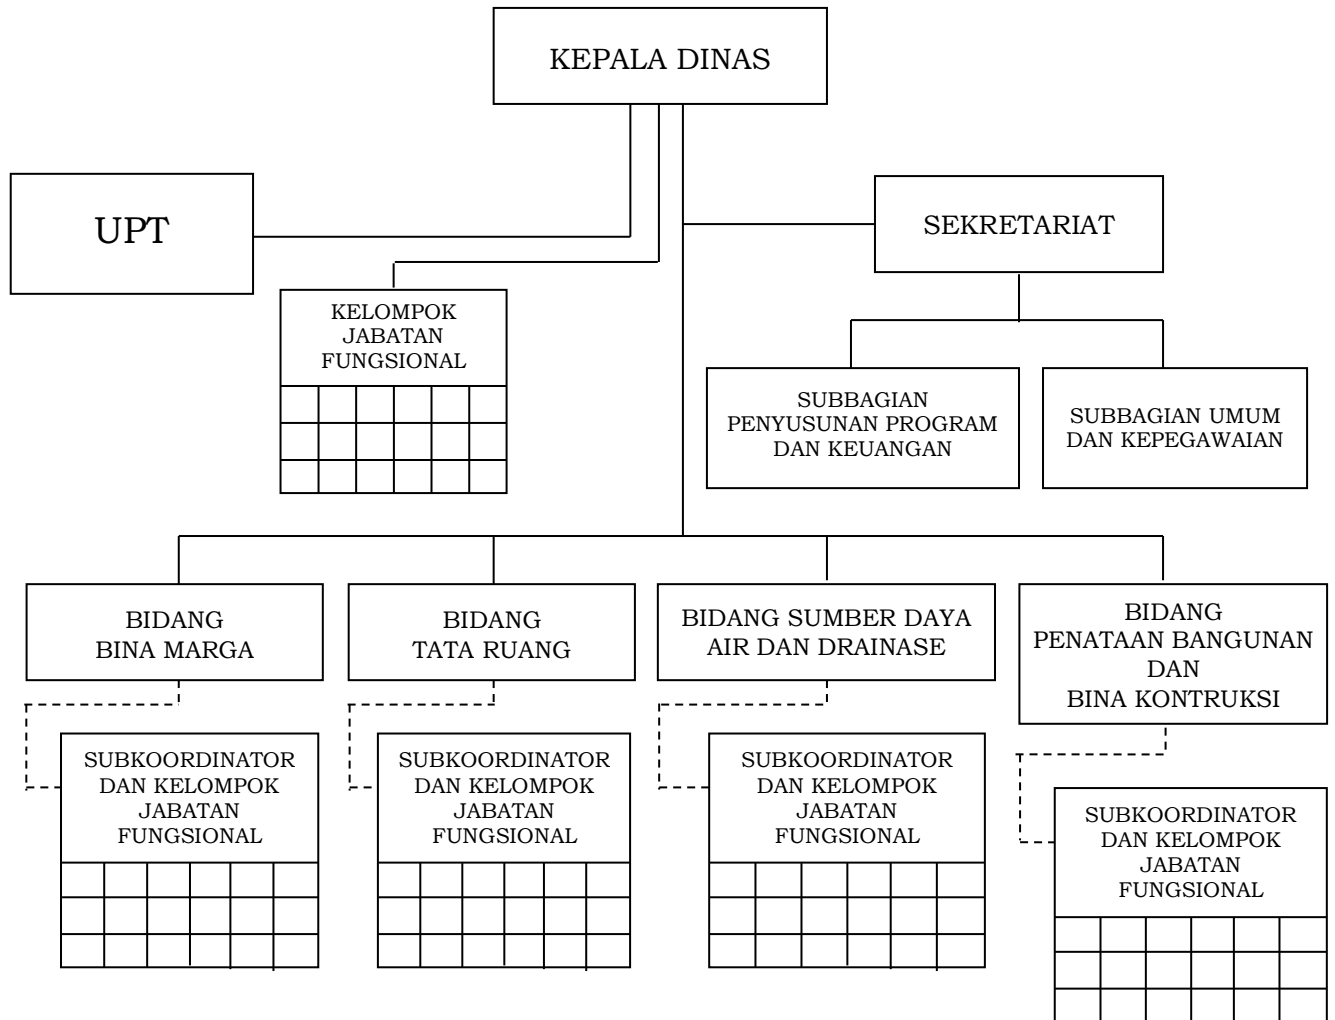 KEPALA DINAS
UPT
SEKRETARIAT
KELOMPOK
JABATAN
FUNGSIONAL
SUBBAGIAN
PENYUSUNAN PROGRAM
DAN KEUANGAN
SUBBAGIAN UMUM
DAN KEPEGAWAIAN
BIDANG
BINA MARGA
BIDANG
TATA RUANG
BIDANG SUMBER DAYA
AIR DAN DRAINASE
BIDANG
PENATAAN BANGUNAN
DAN
BINA KONTRUKSI
SUBKOORDINATOR
DAN KELOMPOK
JABATAN
FUNGSIONAL
SUBKOORDINATOR
DAN KELOMPOK
JABATAN
FUNGSIONAL
SUBKOORDINATOR
DAN KELOMPOK
JABATAN
FUNGSIONAL
SUBKOORDINATOR
DAN KELOMPOK
JABATAN
FUNGSIONAL